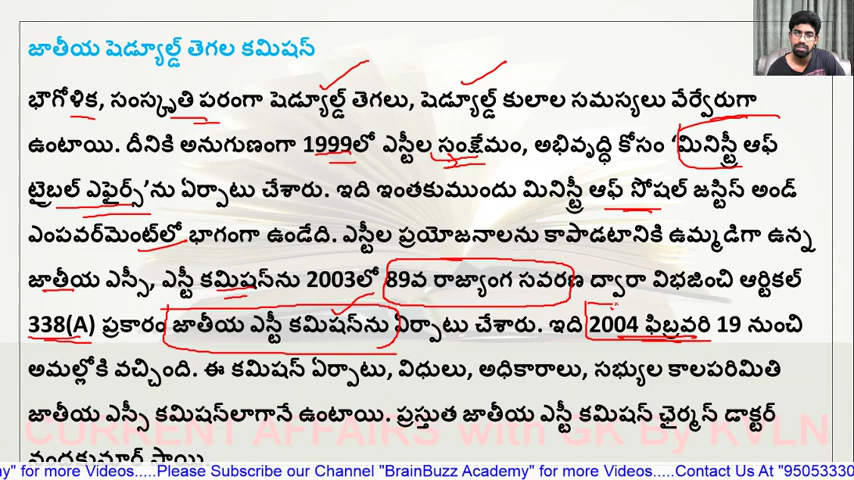 జాతీయ షెడ్యూల్డ్ తెగల కమిషన్
భౌగోళిక, సంస్కృతి పరంగా షెడ్యూల్డ్ తెగలు, షెడ్యూల్డ్ కులాల సమస్యలు వేర్వేరుగా
ఉంటాయి. దీనికి అనుగుణంగా 1999లో ఎస్టీల సంక్షేమం, అభివృద్ధి కోసం ‘మినిస్ట్రీ ఆఫ్
ట్రైబల్ ఎఫైర్స్’ను ఏర్పాటు చేశారు. ఇది ఇంతకుముందు మినిస్ట్రీ ఆఫ్ సోషల్ జస్టిస్ అండ్
ఎంపవర్‌మెంట్‌లో భాగంగా ఉండేది. ఎస్టీల ప్రయోజనాలను కాపాడటానికి ఉమ్మడిగా ఉన్న
జాతీయ ఎస్సీ, ఎస్టీ కమిషన్‌ను 2003లో 89వ రాజ్యాంగ సవరణ ద్వారా విభజించి ఆర్టికల్
338(A) ప్రకారం జాతీయ ఎస్టీ కమిషన్‌ను ఏర్పాటు చేశారు. ఇది 2004 ఫిబ్రవరి 19 నుంచి
అమల్లోకి వచ్చింది. ఈ కమిషన్ ఏర్పాటు, విధులు, అధికారాలు, సభ్యుల కాలపరిమితి
జాతీయ ఎస్సీ కమిషన్‌లాగానే ఉంటాయి. ప్రస్తుత జాతీయ ఎస్టీ కమిషన్ ఛైర్మన్ డాక్టర్
నందకుమార్ సాయి.
CURRENT AFFAIRS with GK By KVLN
y" for more Videos.....Please Subscribe our Channel "BrainBuzz Academy" for more Videos.....Contact Us At "95053330